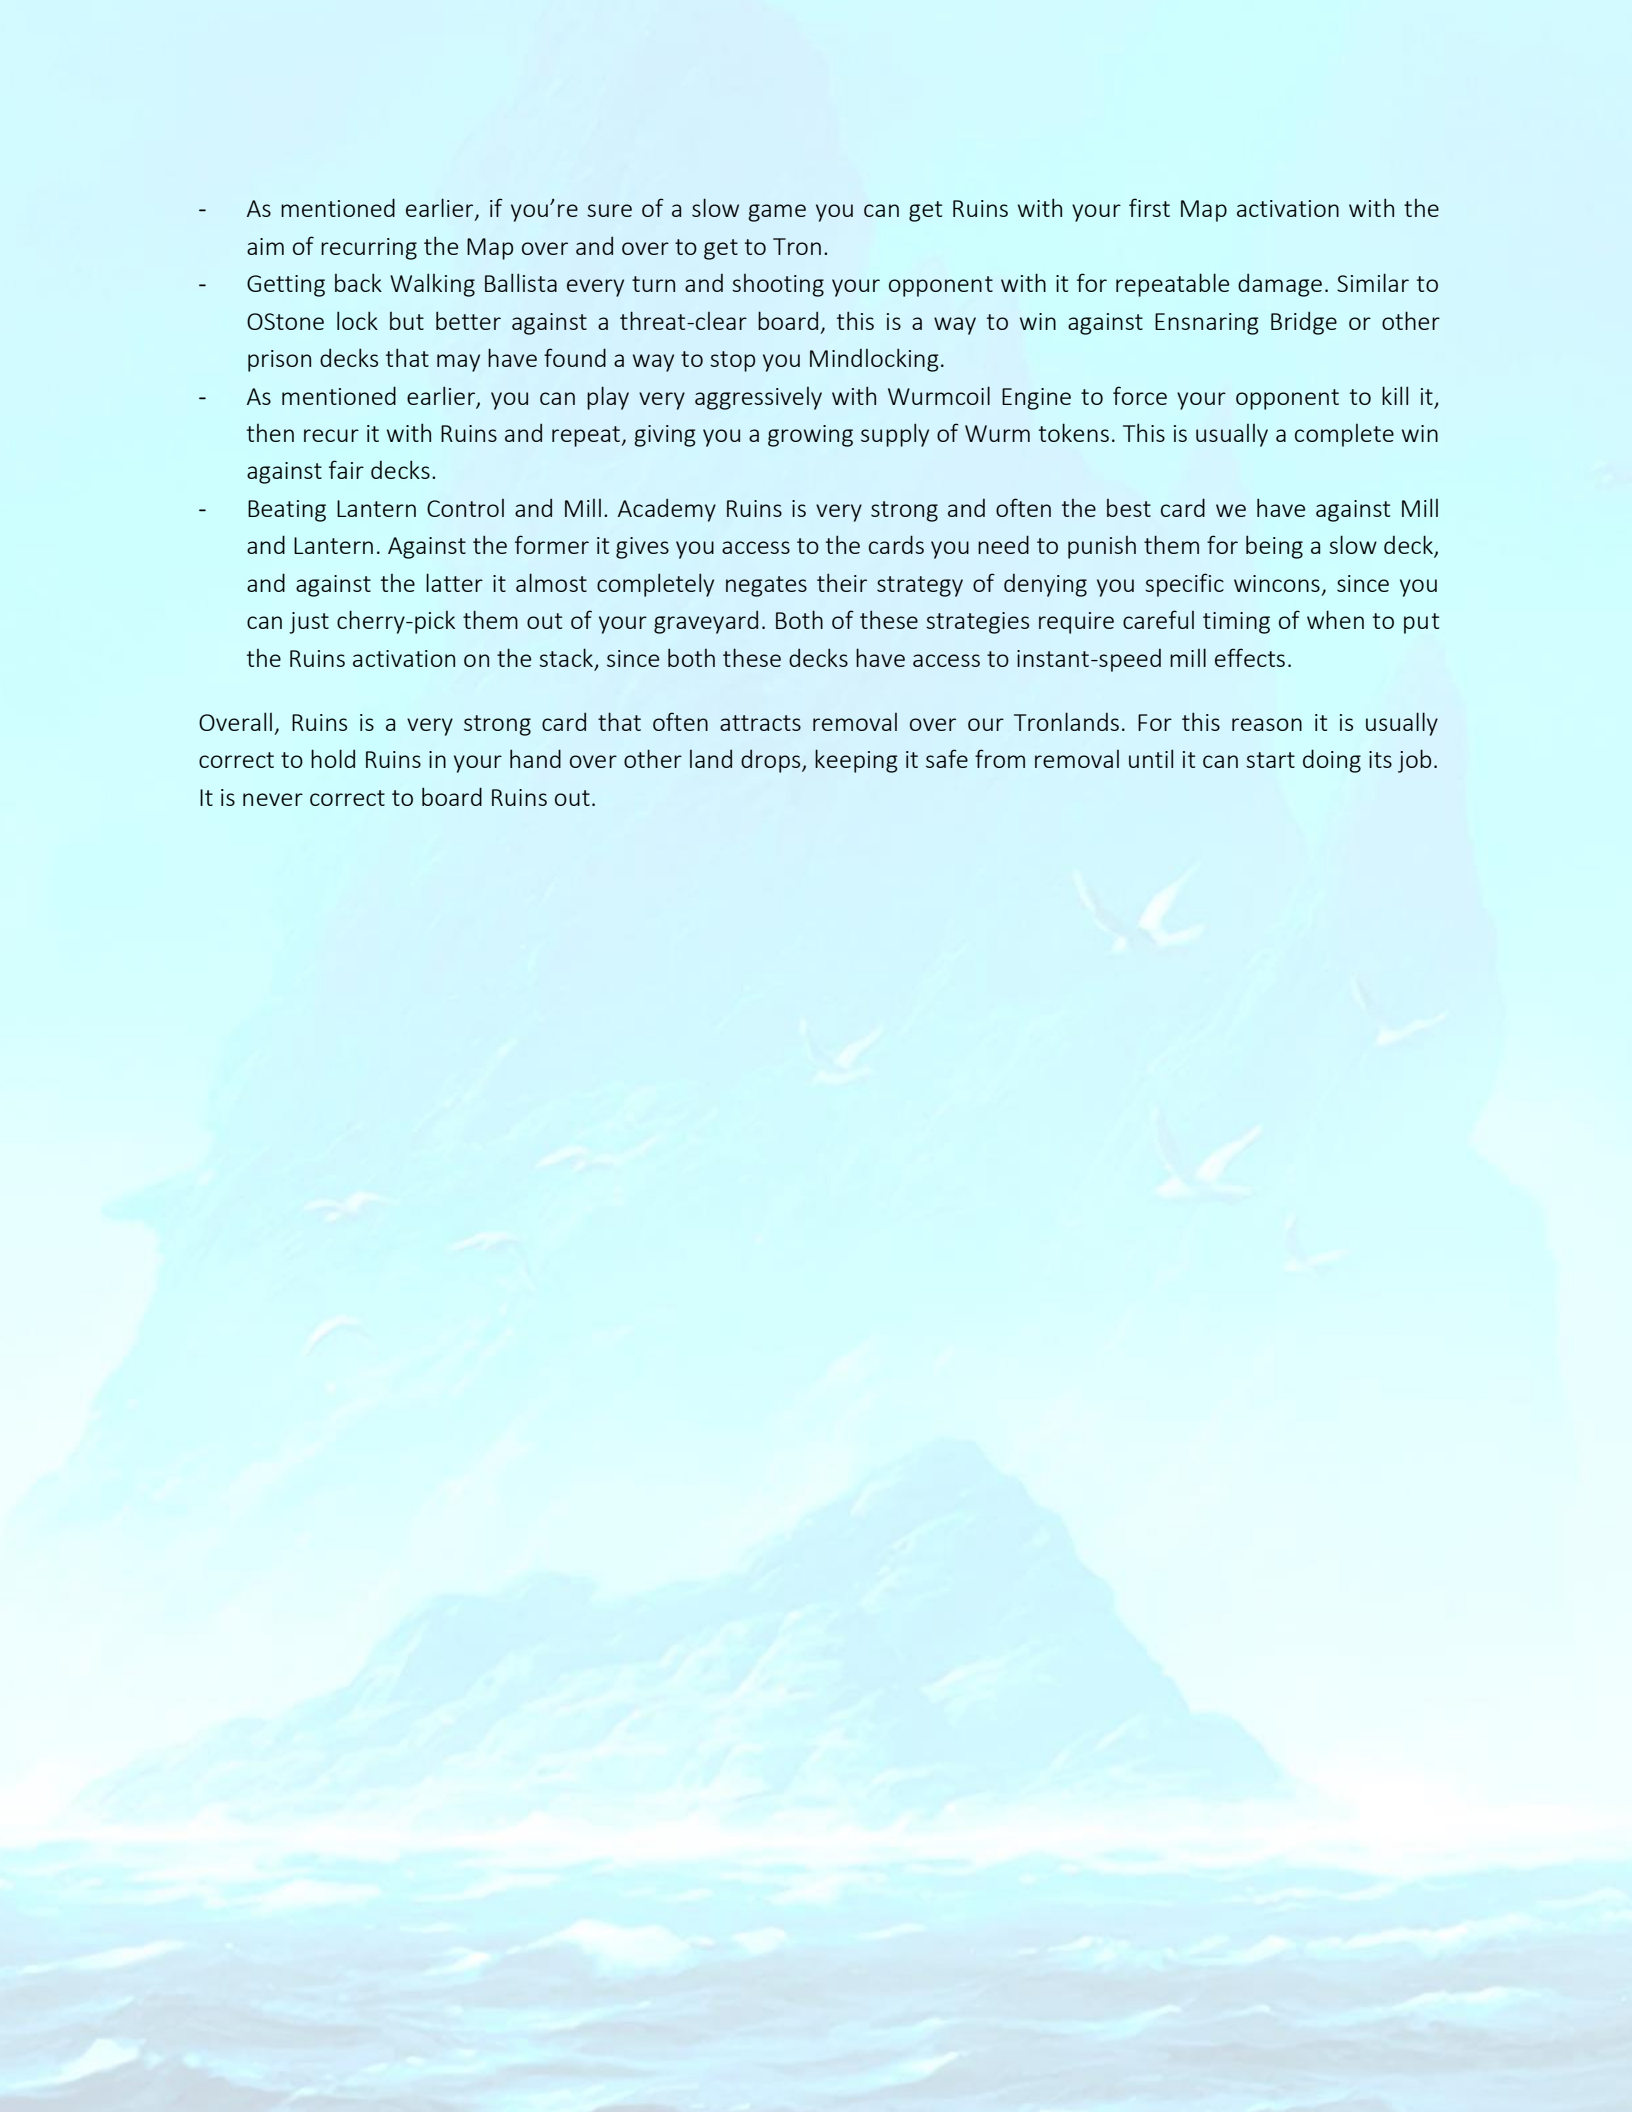 - As mentioned earlier, if you’re sure of a slow game you can get Ruins with your first Map activation with the
aim of recurring the Map over and over to get to Tron.
- Getting back Walking Ballista every turn and shooting your opponent with it for repeatable damage. Similar to
OStone lock but better against a threat-clear board, this is a way to win against Ensnaring Bridge or other
prison decks that may have found a way to stop you Mindlocking.
- As mentioned earlier, you can play very aggressively with Wurmcoil Engine to force your opponent to kill it,
then recur it with Ruins and repeat, giving you a growing supply of Wurm tokens. This is usually a complete win
against fair decks.
- Beating Lantern Control and Mill. Academy Ruins is very strong and often the best card we have against Mill
and Lantern. Against the former it gives you access to the cards you need to punish them for being a slow deck,
and against the latter it almost completely negates their strategy of denying you specific wincons, since you
can just cherry-pick them out of your graveyard. Both of these strategies require careful timing of when to put
the Ruins activation on the stack, since both these decks have access to instant-speed mill effects.
Overall, Ruins is a very strong card that often attracts removal over our Tronlands. For this reason it is usually
correct to hold Ruins in your hand over other land drops, keeping it safe from removal until it can start doing its job.
It is never correct to board Ruins out.